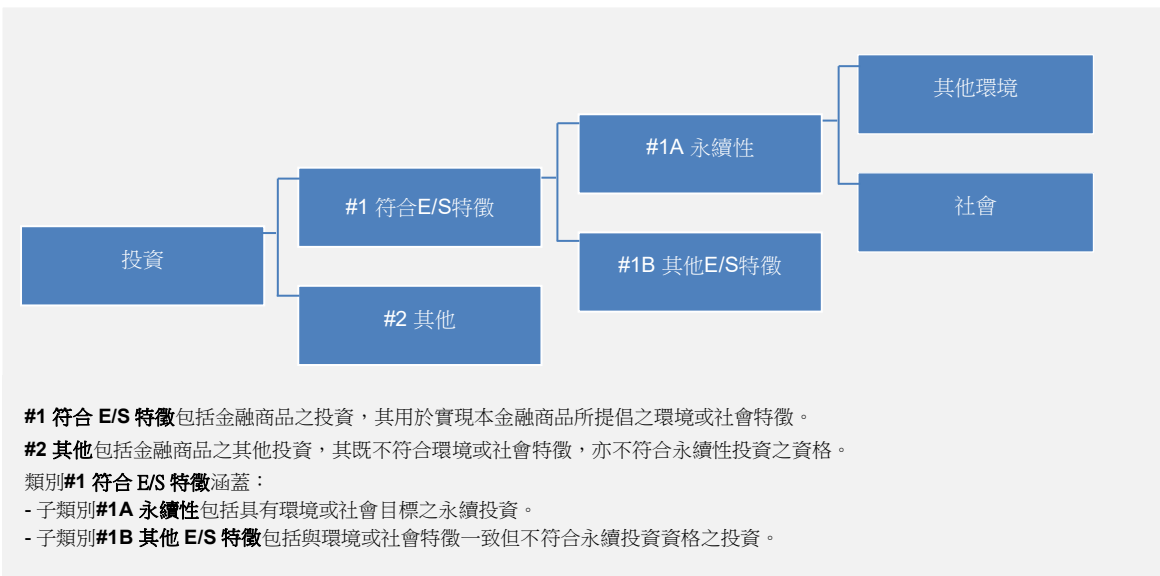 其他環境
#1A 永續性
#1 符合E/S特徵
社會
投資
#1B 其他E/S特徵
#2 其他
#1 符合 E/S 特徵包括金融商品之投資，其用於實現本金融商品所提倡之環境或社會特徵。
#2 其他包括金融商品之其他投資，其既不符合環境或社會特徵，亦不符合永續性投資之資格。
類別#1 符合 E/S 特徵涵蓋：
- 子類別#1A 永續性包括具有環境或社會目標之永續投資。
- 子類別#1B 其他 E/S 特徵包括與環境或社會特徵一致但不符合永續投資資格之投資。